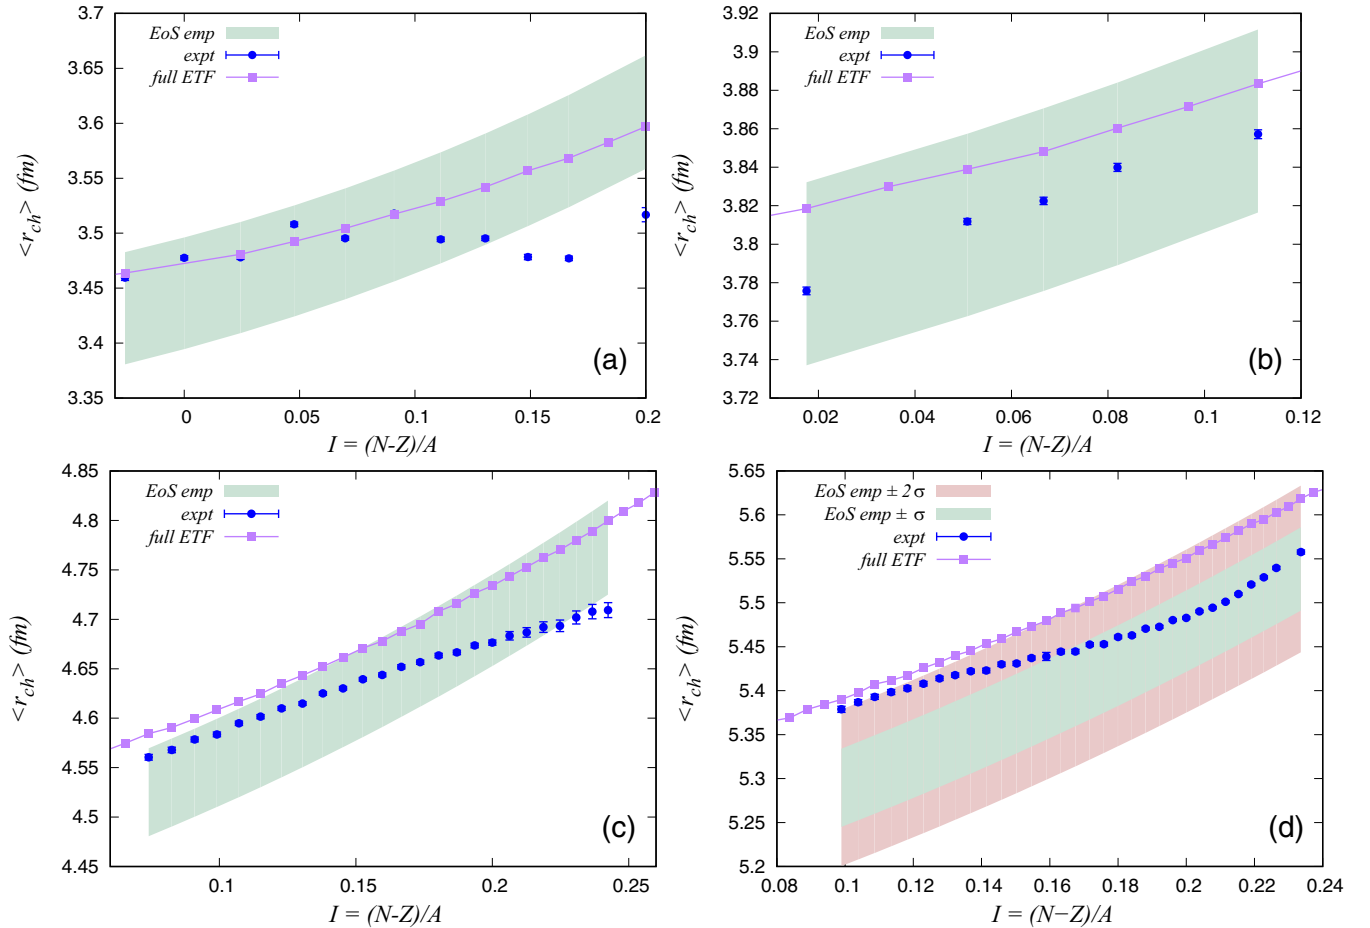 3.7
3.65
3.6
3.55
3.5
3.45
3.4
3.35
<r_ch> (fm)
EoS emp
expt
full ETF
(a)
0
0.05
0.1
0.15
0.2
I = (N-Z)/A
3.92
3.9
3.88
3.86
3.84
3.82
3.8
3.78
3.76
3.74
3.72
<r_ch> (fm)
EoS emp
expt
full ETF
(b)
0.02
0.04
0.06
0.08
0.1
0.12
I = (N-Z)/A
4.85
4.8
4.75
4.7
4.65
4.6
4.55
4.5
4.45
<r_ch> (fm)
EoS emp
expt
full ETF
(c)
0.1
0.15
0.2
0.25
I = (N-Z)/A
5.65
5.6
5.55
5.5
5.45
5.4
5.35
5.3
5.25
5.2
<r_ch> (fm)
EoS emp ± 2σ
EoS emp ± σ
expt
full ETF
(d)
0.08
0.1
0.12
0.14
0.16
0.18
0.2
0.22
0.24
I = (N−Z)/A